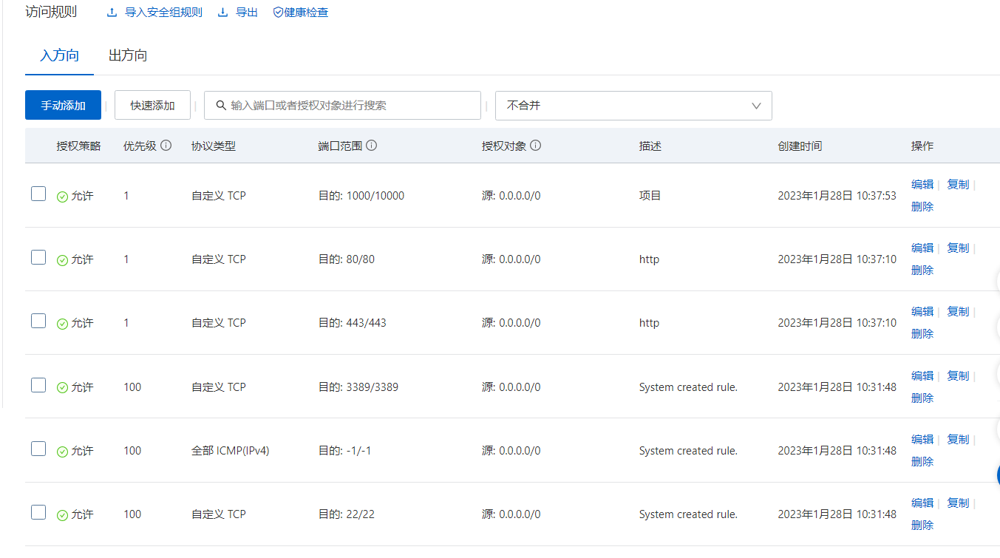 访问规则 导入安全组规则 导出 健康检查
入方向 出方向
手动添加 快速添加 输入端口或者授权对象进行搜索 不合并
授权策略 优先级 协议类型 端口范围 授权对象 描述 创建时间 操作
允许 1 自定义 TCP 目的: 1000/10000 源: 0.0.0.0/0 项目 2023年1月28日 10:37:53 编辑 | 复制 |
删除
允许 1 自定义 TCP 目的: 80/80 源: 0.0.0.0/0 http 2023年1月28日 10:37:10 编辑 | 复制 |
删除
允许 1 自定义 TCP 目的: 443/443 源: 0.0.0.0/0 http 2023年1月28日 10:37:10 编辑 | 复制 |
删除
允许 100 自定义 TCP 目的: 3389/3389 源: 0.0.0.0/0 System created rule. 2023年1月28日 10:31:48 编辑 | 复制 |
删除
允许 100 全部 ICMP(IPv4) 目的: -1/-1 源: 0.0.0.0/0 System created rule. 2023年1月28日 10:31:48 编辑 | 复制 |
删除
允许 100 自定义 TCP 目的: 22/22 源: 0.0.0.0/0 System created rule. 2023年1月28日 10:31:48 编辑 | 复制 |
删除